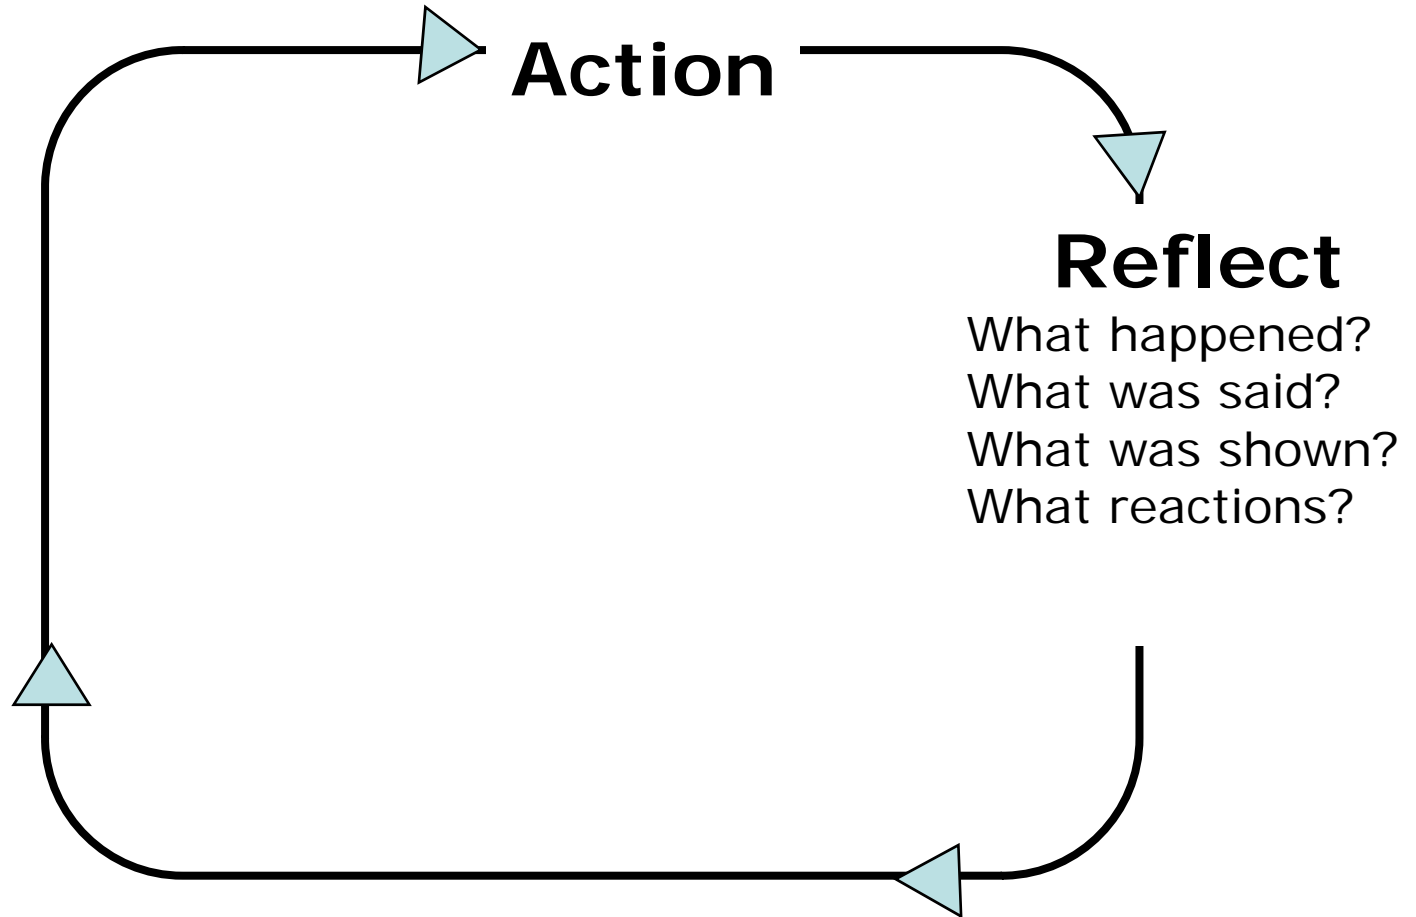 Action
Reflect
What happened?
What was said?
What was shown?
What reactions?